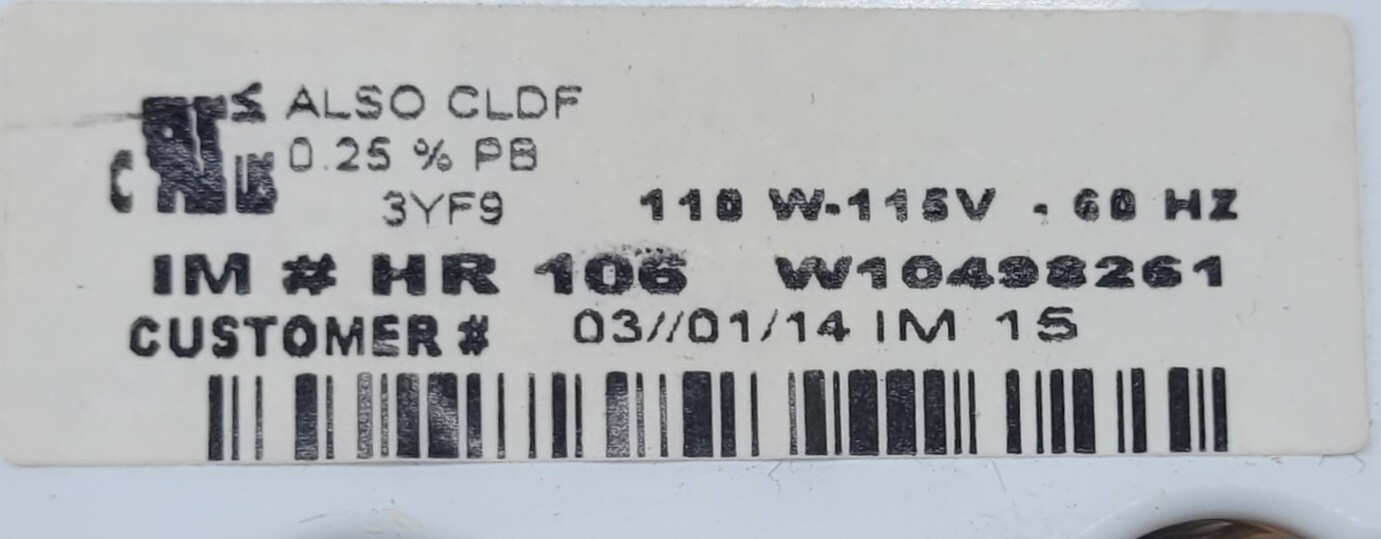 ALSO CLDF
0.25 % PB
C US
3YF9 110 W-115V - 60 HZ
IM # HR 106 W10498261
CUSTOMER # 03//01/14 IM 15